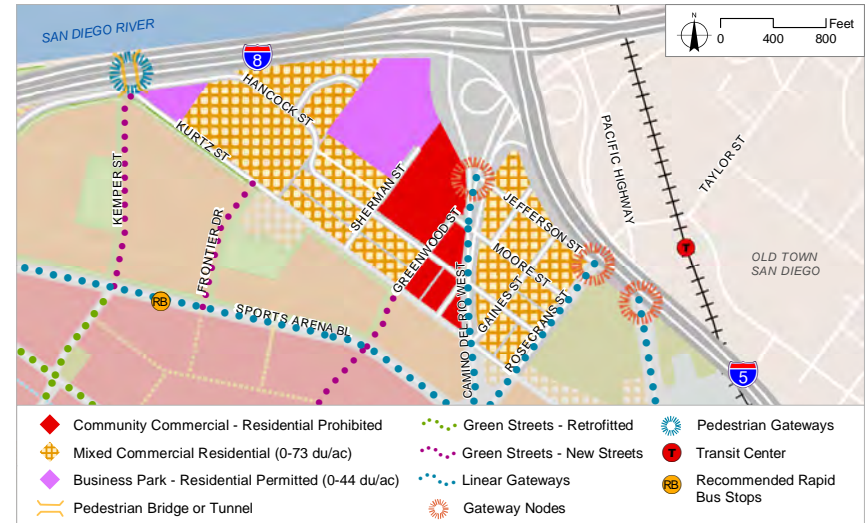 SAN DIEGO RIVER
8
N
Feet
0 400 800
HANCOCK ST
KURTZ ST
KEMPER ST
FRONTIER DR
SHERMAN ST
GREENWOOD ST
CAMINO DEL RIO WEST
JEFFERSON ST
MOORE ST
GAINES ST
ROSECRANS ST
PACIFIC HIGHWAY
TAYLOR ST
T
OLD TOWN
SAN DIEGO
RB
SPORTS ARENA BL
5
Community Commercial - Residential Prohibited
Mixed Commercial Residential (0-73 du/ac)
Business Park - Residential Permitted (0-44 du/ac)
Pedestrian Bridge or Tunnel
Green Streets - Retrofitted
Green Streets - New Streets
Linear Gateways
Gateway Nodes
Pedestrian Gateways
T Transit Center
RB Recommended Rapid
Bus Stops